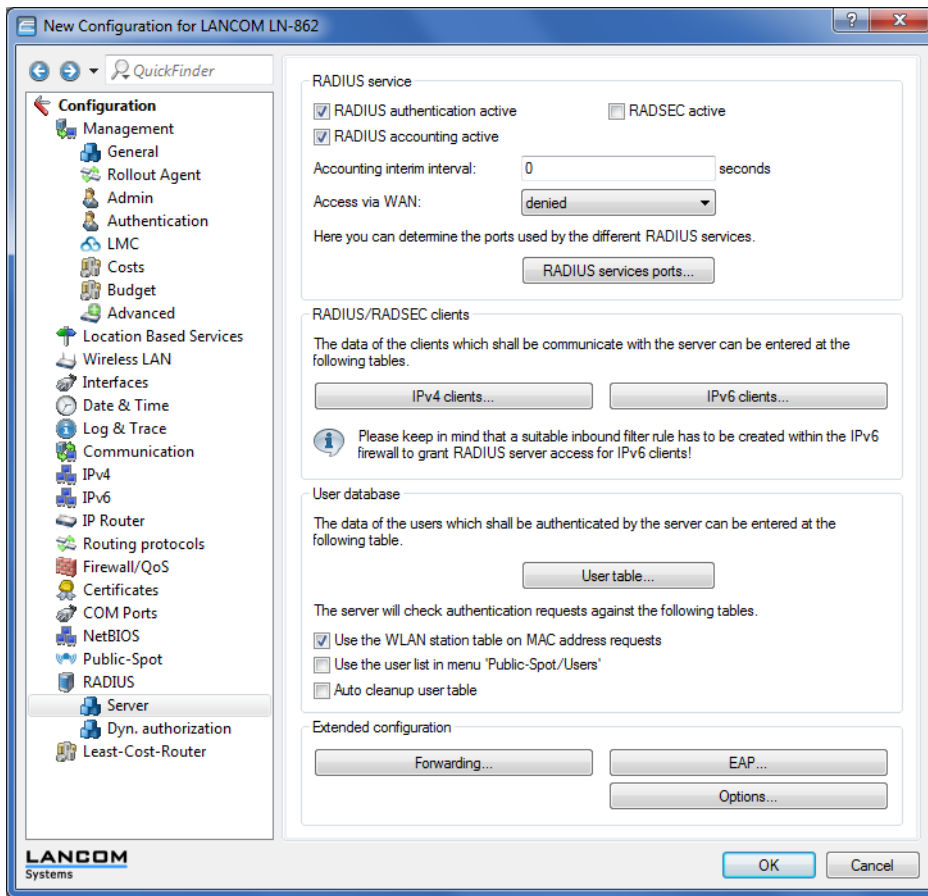 New Configuration for LANCOM LN-862
?
QuickFinder
Configuration
Management
General
Rollout Agent
Admin
Authentication
LMC
Costs
Budget
Advanced
Location Based Services
Wireless LAN
Interfaces
Date & Time
Log & Trace
Communication
IPv4
IPv6
IP Router
Routing protocols
Firewall/QoS
Certificates
COM Ports
NetBIOS
Public-Spot
RADIUS
Server
Dyn. authorization
Least-Cost-Router
LANCOM
Systems
RADIUS service
RADIUS authentication active RADSEC active
RADIUS accounting active
Accounting interim interval: 0 seconds
Access via WAN: denied
Here you can determine the ports used by the different RADIUS services.
RADIUS services ports...
RADIUS/RADSEC clients
The data of the clients which shall be communicate with the server can be entered at the
following tables.
IPv4 clients... IPv6 clients...
Please keep in mind that a suitable inbound filter rule has to be created within the IPv6
firewall to grant RADIUS server access for IPv6 clients!
User database
The data of the users which shall be authenticated by the server can be entered at the
following table.
User table...
The server will check authentication requests against the following tables.
Use the WLAN station table on MAC address requests
Use the user list in menu 'Public-Spot/Users'
Auto cleanup user table
Extended configuration
Forwarding... EAP...
Options...
OK Cancel